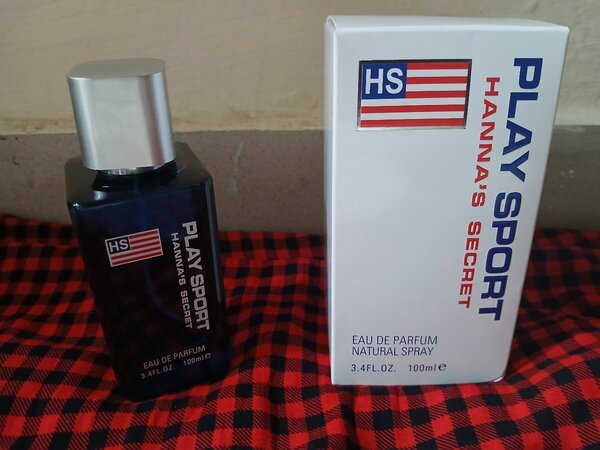 HS
PLAY SPORT
HANNA'S SECRET
EAU DE PARFUM
3.4FL.OZ. 100ml e
HS
PLAY SPORT
HANNA'S SECRET
EAU DE PARFUM
NATURAL SPRAY
3.4FL.OZ. 100ml e